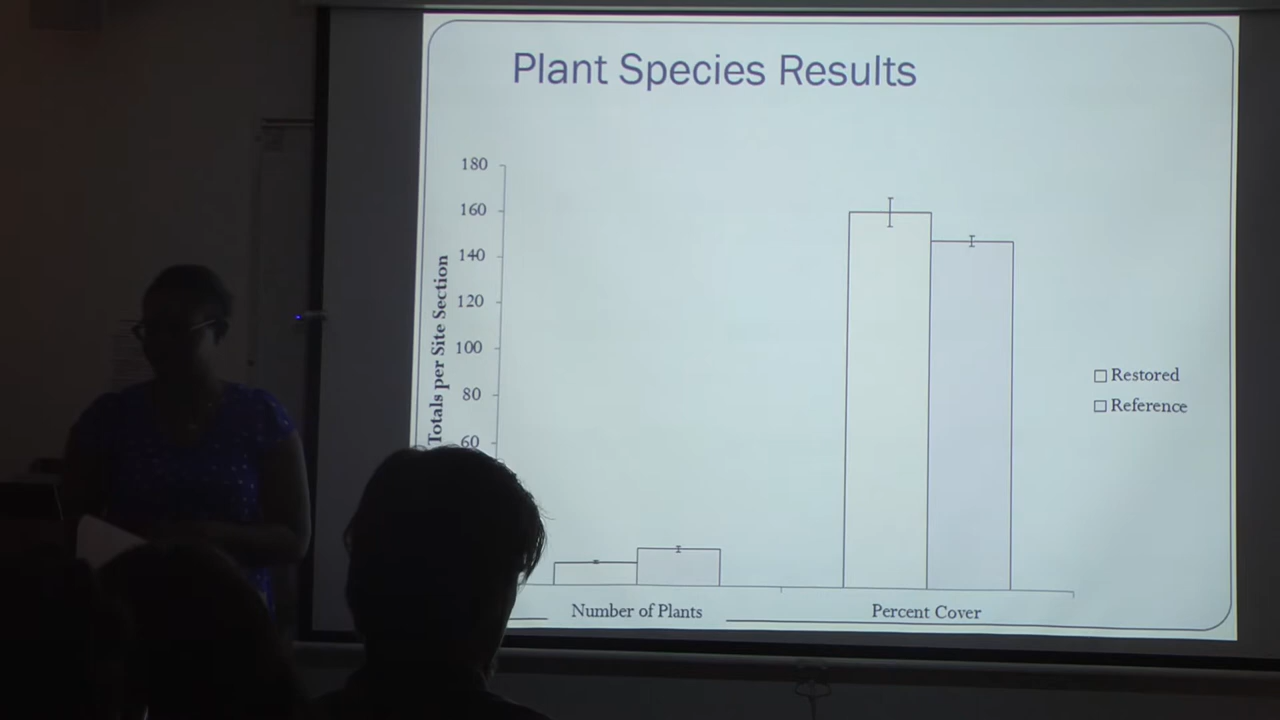 Plant Species Results
180
160
140
120
100
80
60
Totals per Site Section
Restored
Reference
Number of Plants
Percent Cover